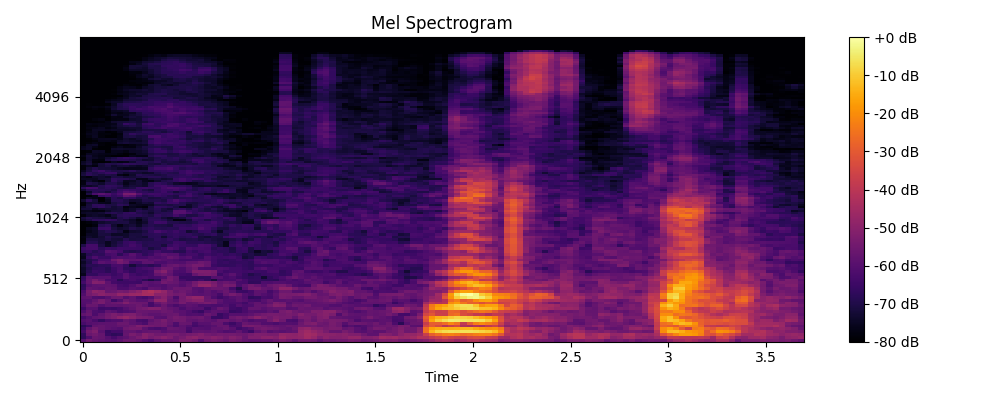 Mel Spectrogram
Hz
4096
2048
1024
512
0
0
0.5
1
1.5
2
2.5
3
3.5
Time
+0 dB
-10 dB
-20 dB
-30 dB
-40 dB
-50 dB
-60 dB
-70 dB
-80 dB